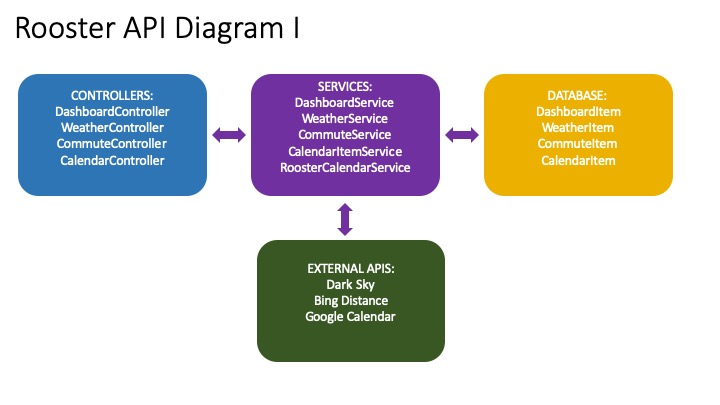 Rooster API Diagram I
CONTROLLERS:
DashboardController
WeatherController
CommuteController
CalendarController
SERVICES:
DashboardService
WeatherService
CommuteService
CalendarItemService
RoosterCalendarService
DATABASE:
DashboardItem
WeatherItem
CommuteItem
CalendarItem
EXTERNAL APIS:
Dark Sky
Bing Distance
Google Calendar